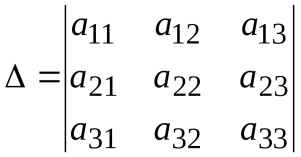 a₁₁ a₁₂ a₁₃
Δ = a₂₁ a₂₂ a₂₃
a₃₁ a₃₂ a₃₃